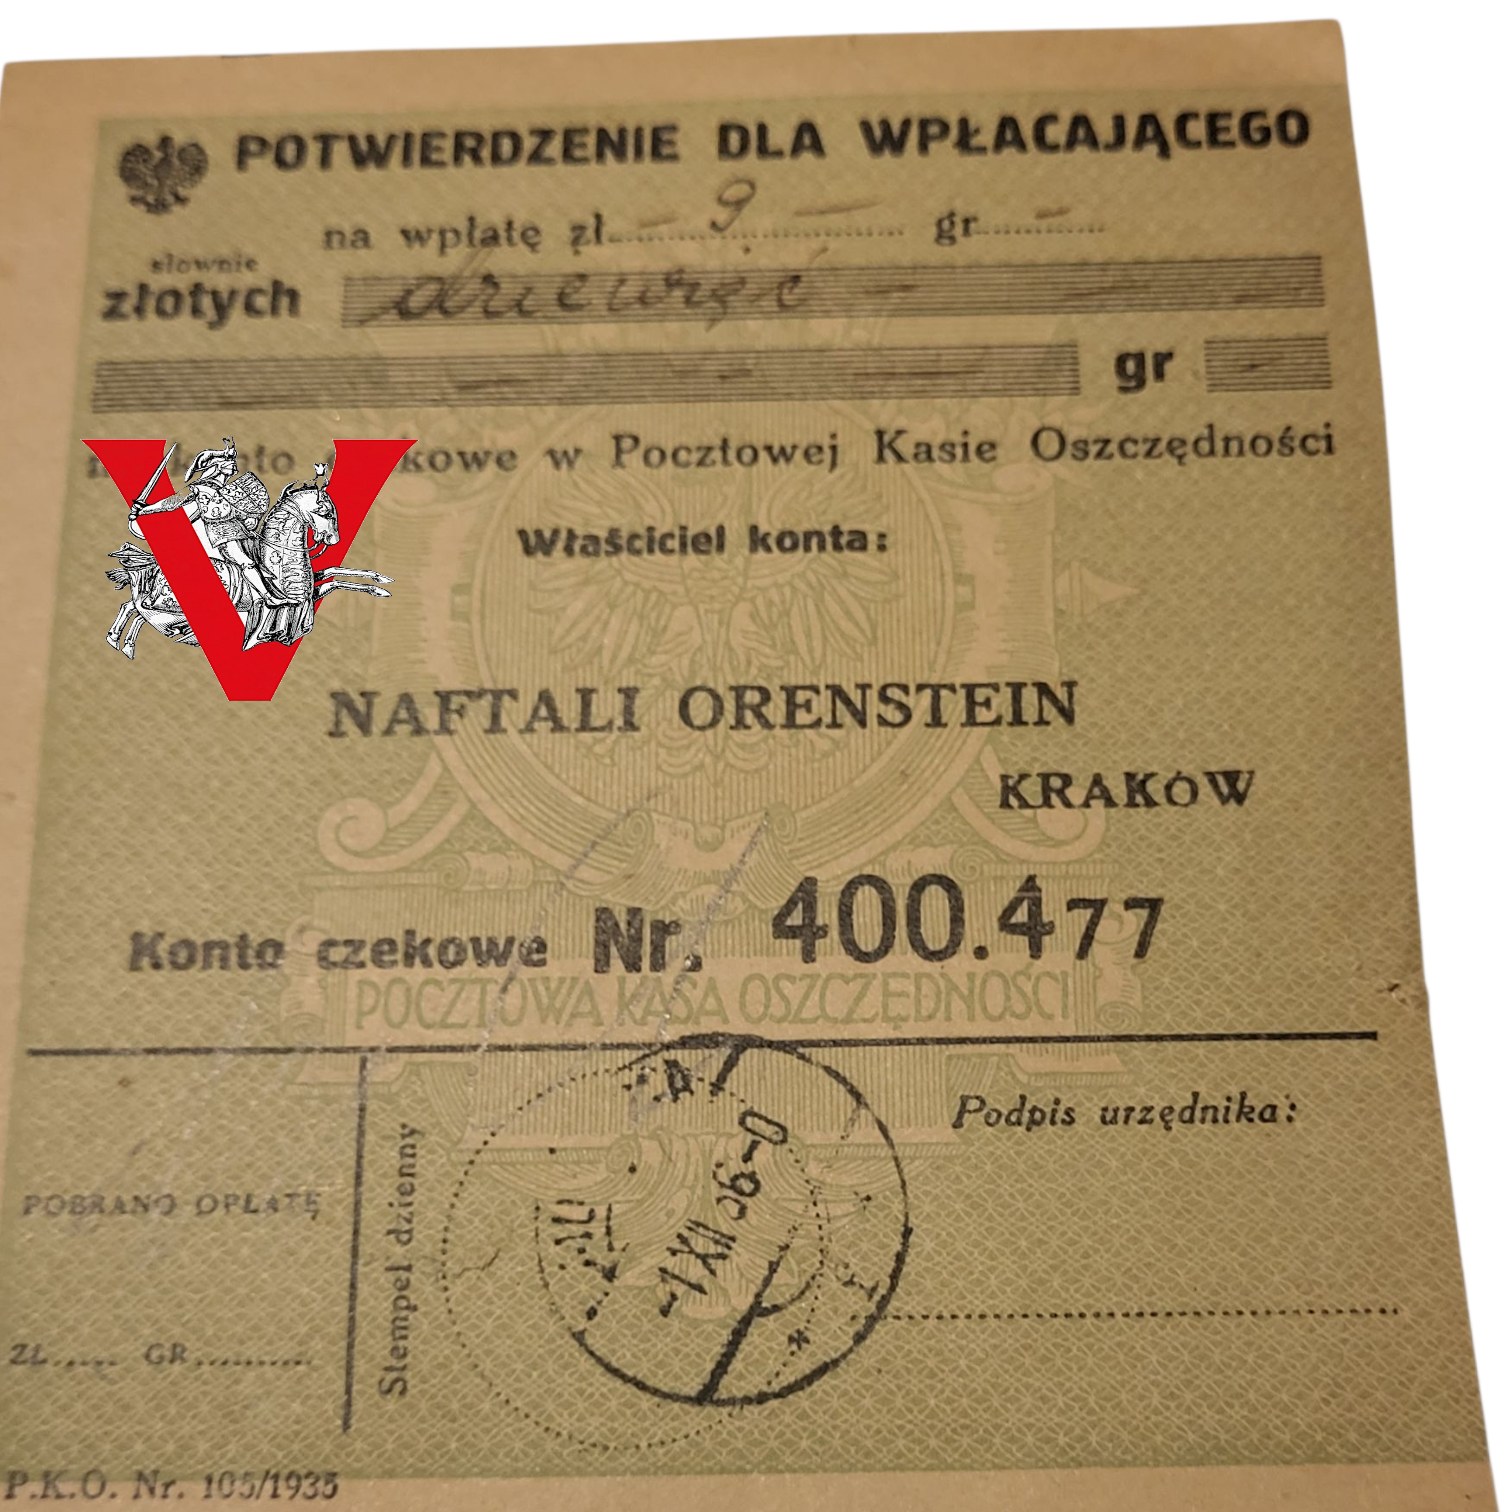 POTWIERDZENIE DLA WPŁACAJĄCEGO
na wpłatę zł. - 9 - gr. -
słownie
złotych dziewięć -
- - - gr -
konto czekowe w Pocztowej Kasie Oszczędności
V
Właściciel konta:
NAFTALI ORENSTEIN
KRAKÓW
Konto czekowe Nr. 400.477
POCZTOWA KASA OSZCZĘDNOŚCI
Podpis urzędnika:
Stempel dzienny
POBRANO OPŁATĘ
ZŁ...... GR...........
P.K.O. Nr. 105/1935